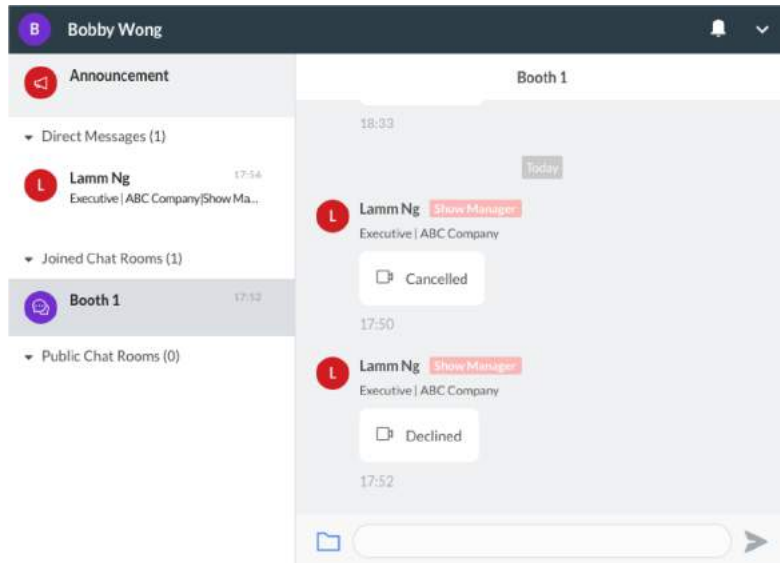 B Bobby Wong
Announcement
Direct Messages (1)
L
Lamm Ng 17:54
Executive | ABC Company|Show Ma...
Joined Chat Rooms (1)
Booth 1 17:52
Public Chat Rooms (0)
Booth 1
18:33
Today
L
Lamm Ng Show Manager
Executive | ABC Company
Cancelled
17:50
L
Lamm Ng Show Manager
Executive | ABC Company
Declined
17:52